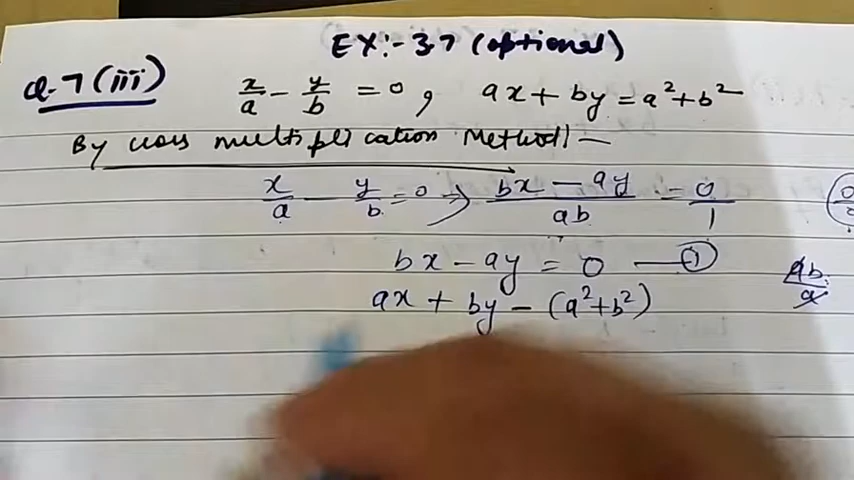 EX:- 3.7 (optional)
Q.7 (iii) x/a - y/b = 0, ax + by = a² + b²
By cross multiplication Method! —
x/a - y/b = 0 ⇒ (bx - ay)/ab = 0/1
bx - ay = 0 —①
ab/a
ax + by - (a² + b²)